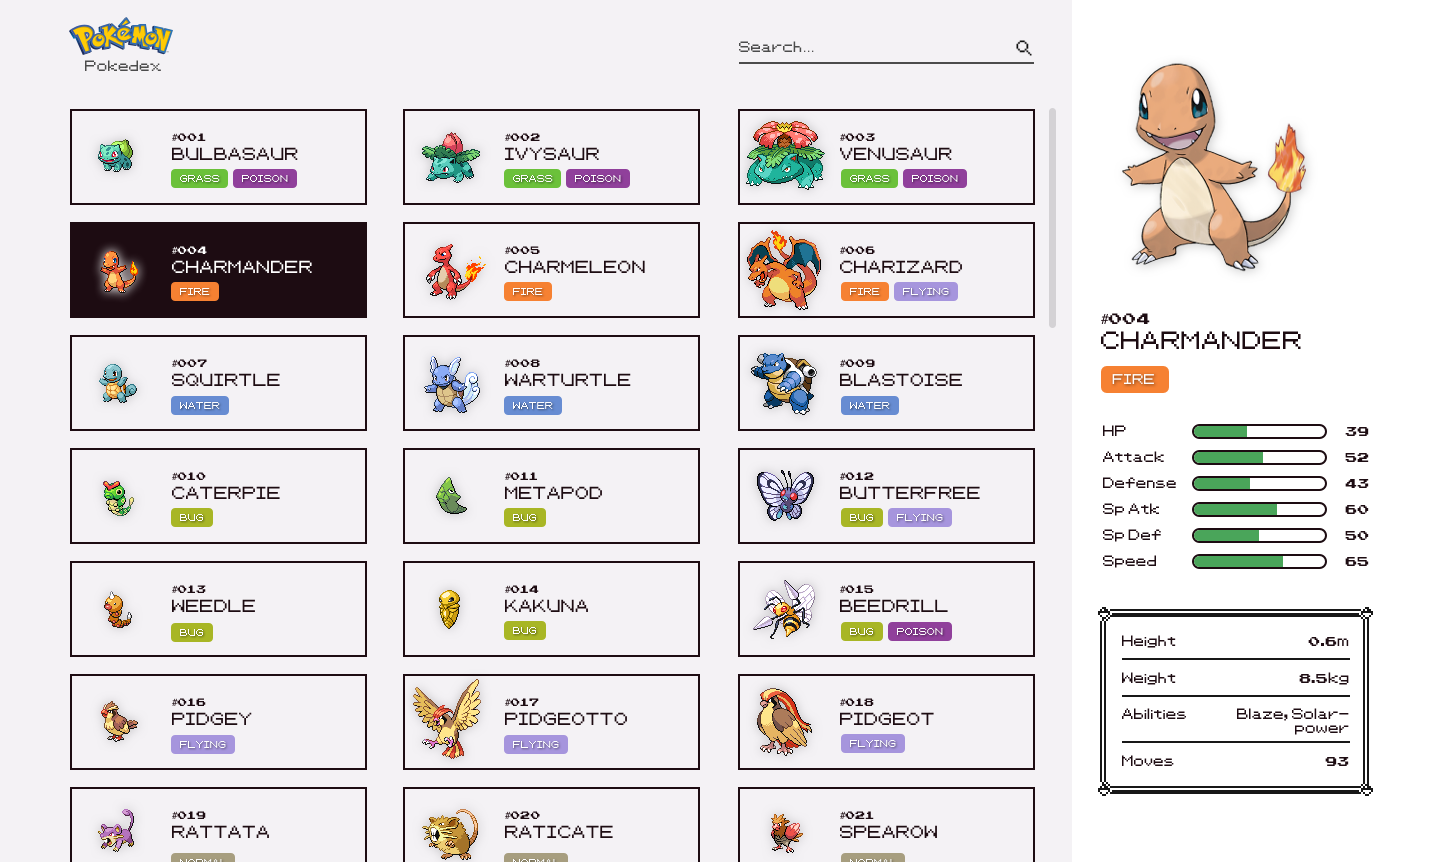 Pokémon
Pokedex
Search...
#001
BULBASAUR
GRASS POISON
#002
IVYSAUR
GRASS POISON
#003
VENUSAUR
GRASS POISON
#004
CHARMANDER
FIRE
#005
CHARMELEON
FIRE
#006
CHARIZARD
FIRE FLYING
#007
SQUIRTLE
WATER
#008
WARTURTLE
WATER
#009
BLASTOISE
WATER
#010
CATERPIE
BUG
#011
METAPOD
BUG
#012
BUTTERFREE
BUG FLYING
#013
WEEDLE
BUG
#014
KAKUNA
BUG
#015
BEEDRILL
BUG POISON
#016
PIDGEY
FLYING
#017
PIDGEOTTO
FLYING
#018
PIDGEOT
FLYING
#019
RATTATA
NORMAL
#020
RATICATE
NORMAL
#021
SPEAROW
NORMAL
#004
CHARMANDER
FIRE
HP 39
Attack 52
Defense 43
Sp Atk 60
Sp Def 50
Speed 65
Height 0.6m
Weight 8.5kg
Abilities Blaze, Solar-
power
Moves 93